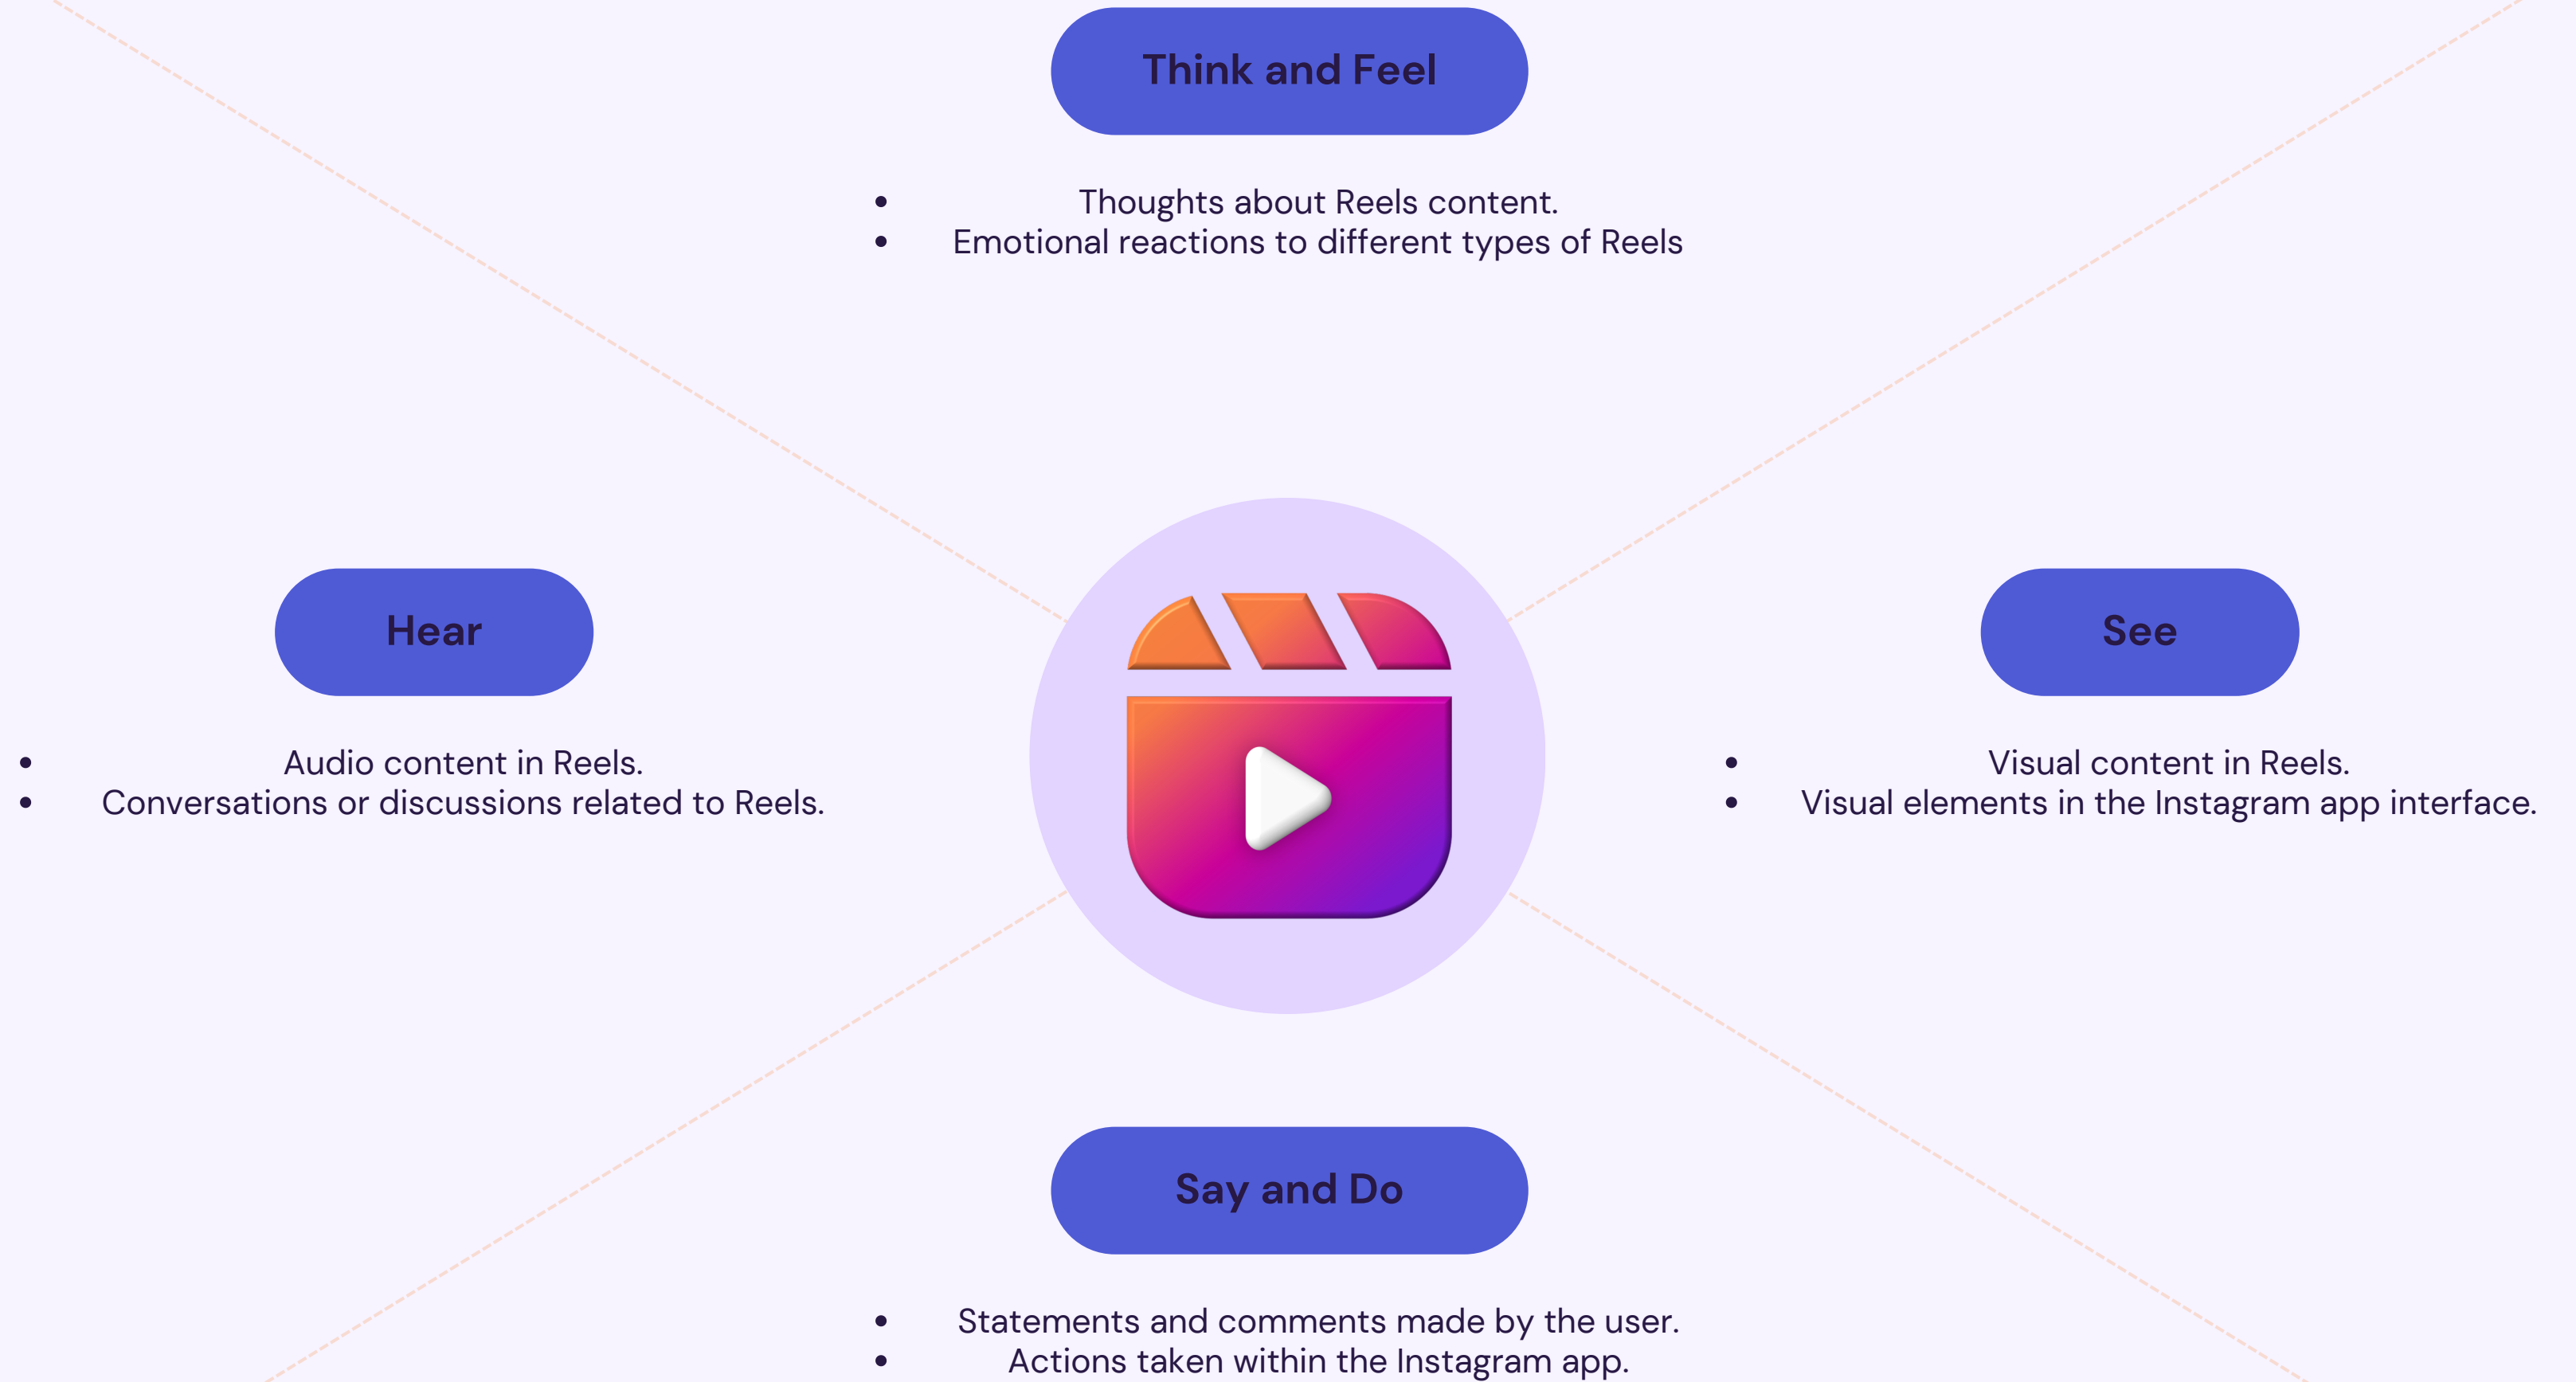 Think and Feel
• Thoughts about Reels content.
• Emotional reactions to different types of Reels
Hear
• Audio content in Reels.
• Conversations or discussions related to Reels.
See
• Visual content in Reels.
• Visual elements in the Instagram app interface.
Say and Do
• Statements and comments made by the user.
• Actions taken within the Instagram app.